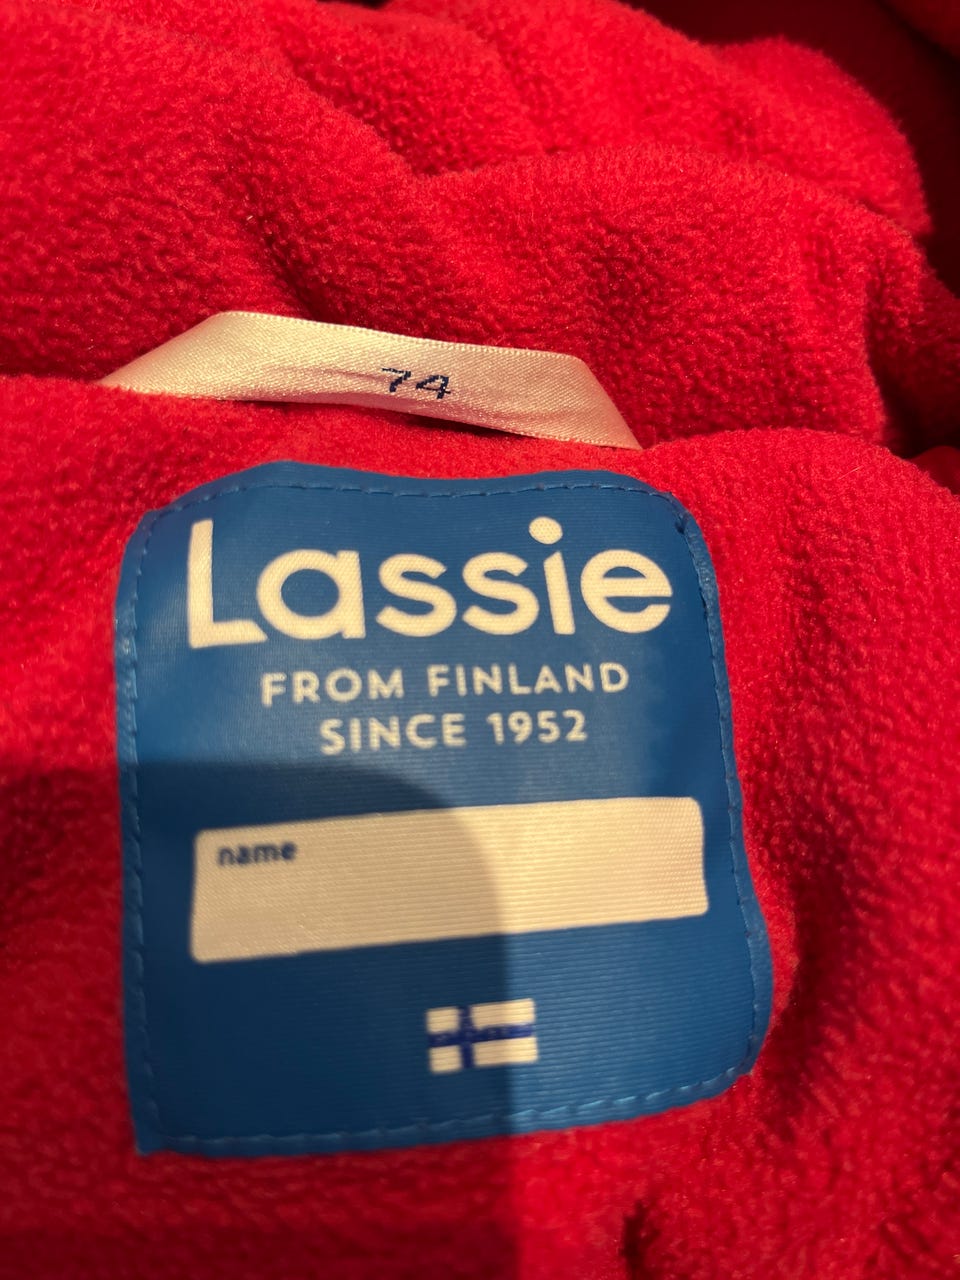 74
Lassie
FROM FINLAND
SINCE 1952
name